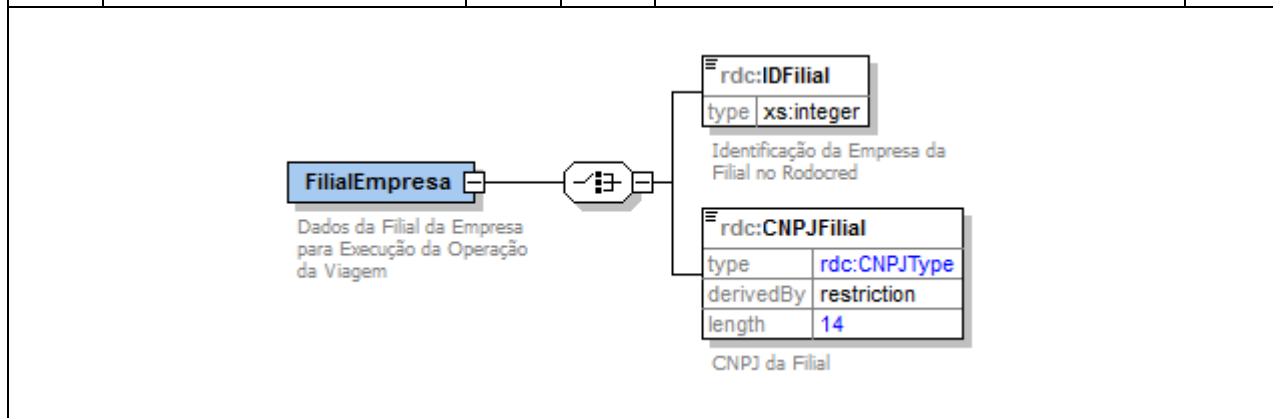 FilialEmpresa
Dados da Filial da Empresa
para Execução da Operação
da Viagem
rdc:IDFilial
type xs:integer
Identificação da Empresa da
Filial no Rodocred
rdc:CNPJFilial
type rdc:CNPJType
derivedBy restriction
length 14
CNPJ da Filial